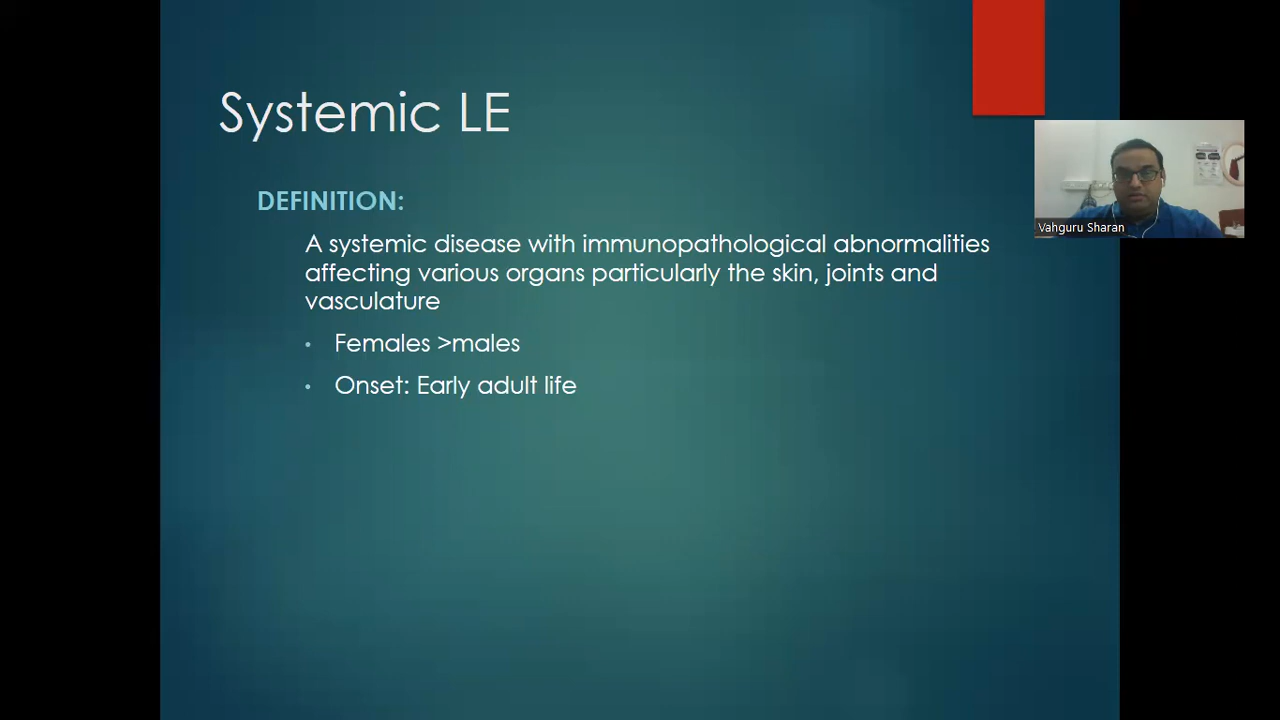 Systemic LE
DEFINITION:
A systemic disease with immunopathological abnormalities
affecting various organs particularly the skin, joints and
vasculature
• Females >males
• Onset: Early adult life
Vahguru Sharan